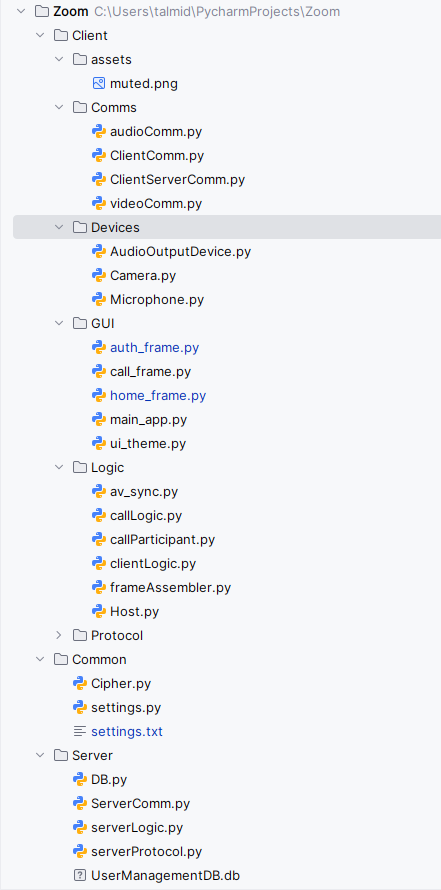 Zoom C:\Users\talmid\PycharmProjects\Zoom
Client
assets
muted.png
Comms
audioComm.py
ClientComm.py
ClientServerComm.py
videoComm.py
Devices
AudioOutputDevice.py
Camera.py
Microphone.py
GUI
auth_frame.py
call_frame.py
home_frame.py
main_app.py
ui_theme.py
Logic
av_sync.py
callLogic.py
callParticipant.py
clientLogic.py
frameAssembler.py
Host.py
Protocol
Common
Cipher.py
settings.py
settings.txt
Server
DB.py
ServerComm.py
serverLogic.py
serverProtocol.py
UserManagementDB.db